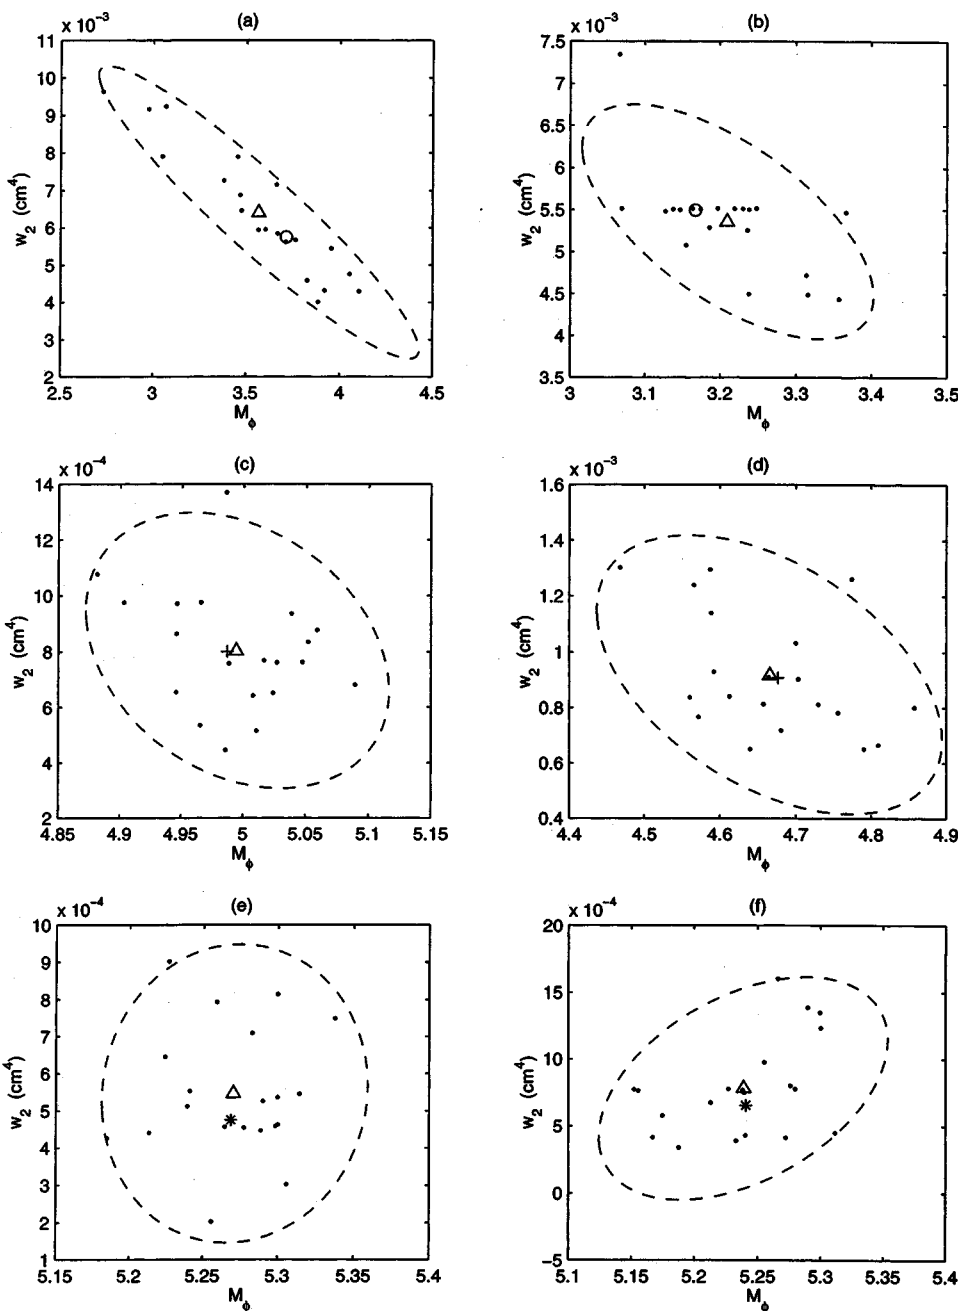 (a)
x 10⁻³
11
10
9
8
7
6
5
4
3
2
w₂ (cm⁴)
2.5 3 3.5 4 4.5
M_ϕ
(b)
x 10⁻³
7.5
6.5
6
5.5
4.5
4
3.5
w₂ (cm⁴)
3 3.1 3.2 3.3 3.4 3.5
M_ϕ
(c)
x 10⁻⁴
14
12
10
8
6
4
2
w₂ (cm⁴)
4.85 4.9 4.95 5 5.05 5.1 5.15
M_ϕ
(d)
x 10⁻³
1.6
1.4
1.2
1
0.8
0.6
0.4
w₂ (cm⁴)
4.4 4.5 4.6 4.7 4.8 4.9
M_ϕ
(e)
x 10⁻⁴
10
9
8
7
6
5
4
3
2
1
w₂ (cm⁴)
5.15 5.2 5.25 5.3 5.35 5.4
M_ϕ
(f)
x 10⁻⁴
20
15
10
5
0
-5
w₂ (cm⁴)
5.1 5.15 5.2 5.25 5.3 5.35 5.4
M_ϕ